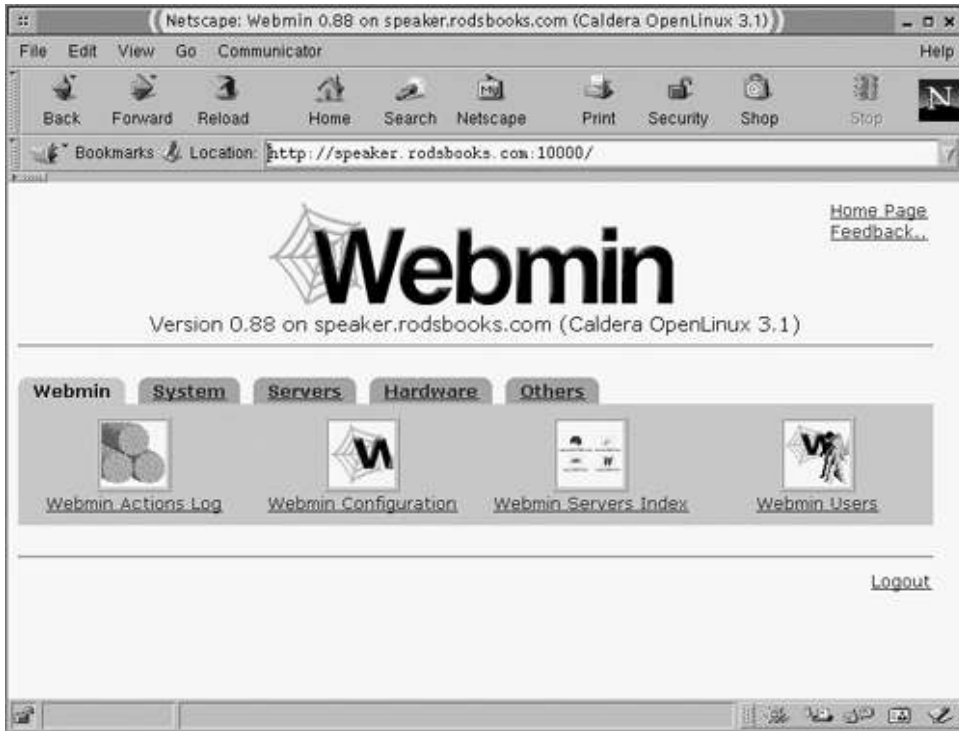 Netscape: Webmin 0.88 on speaker.rodsbooks.com (Caldera OpenLinux 3.1)
File Edit View Go Communicator Help
Back Forward Reload Home Search Netscape Print Security Shop Stop
My
N
Bookmarks Location: http://speaker.rodsbooks.com:10000/
Home Page
Feedback..
Webmin
Version 0.88 on speaker.rodsbooks.com (Caldera OpenLinux 3.1)
Webmin System Servers Hardware Others
W W
Webmin Actions Log Webmin Configuration Webmin Servers Index Webmin Users
Logout